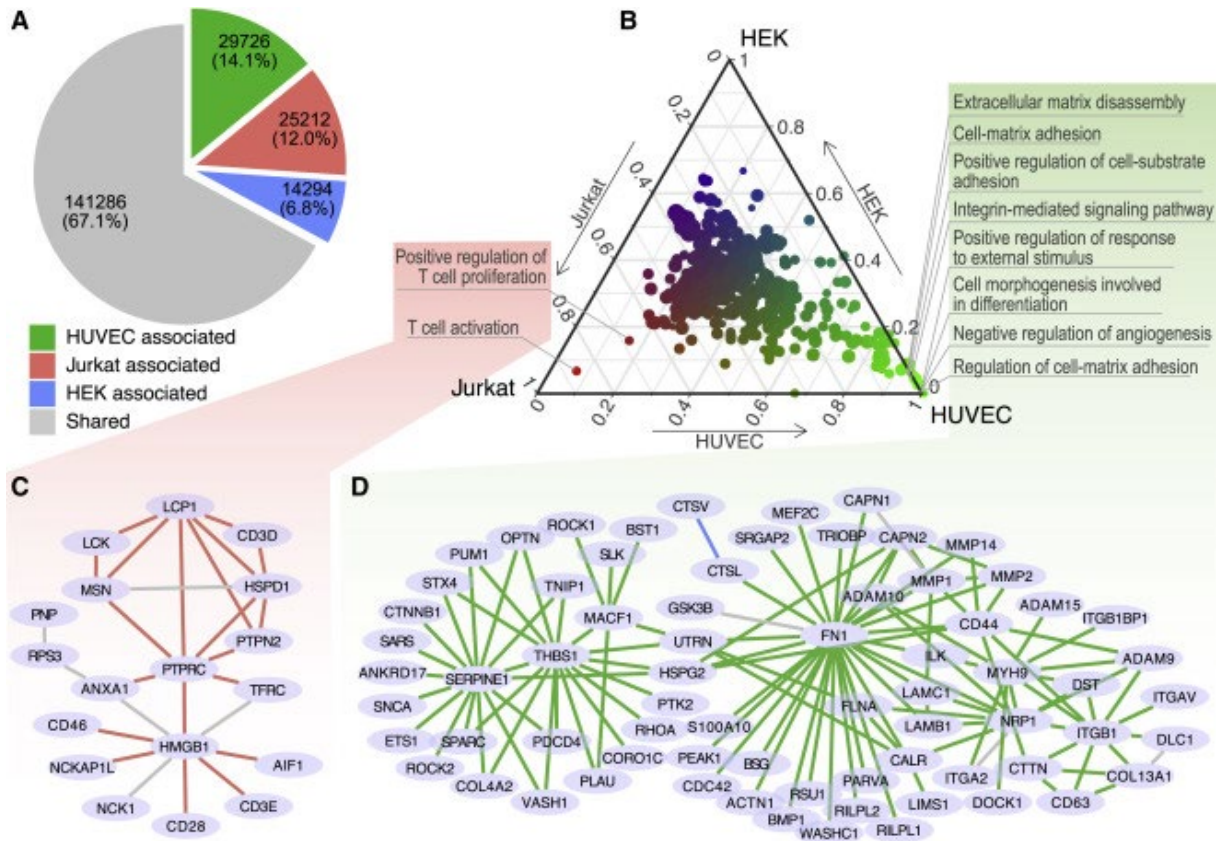 A
29726
(14.1%)
25212
(12.0%)
14294
(6.8%)
141286
(67.1%)
HUVEC associated
Jurkat associated
HEK associated
Shared
B
HEK
0
1
0.2
0.4
0.6
0.8
1
Jurkat
0.8
0.6
0.4
0.2
0
HEK
Jurkat
0
0.2
0.4
0.6
0.8
1
HUVEC
HUVEC
Positive regulation of
T cell proliferation
T cell activation
Extracellular matrix disassembly
Cell-matrix adhesion
Positive regulation of cell-substrate
adhesion
Integrin-mediated signaling pathway
Positive regulation of response
to external stimulus
Cell morphogenesis involved
in differentiation
Negative regulation of angiogenesis
Regulation of cell-matrix adhesion
C
LCP1
LCK
CD3D
MSN
HSPD1
PNP
PTPN2
RPS3
PTPRC
ANXA1
TFRC
CD46
HMGB1
NCKAP1L
AIF1
NCK1
CD3E
CD28
D
CTSV
CAPN1
MEF2C
ROCK1
BST1
OPTN
SRGAP2
TRIOBP
CAPN2
PUM1
SLK
MMP14
STX4
TNIP1
CTSL
MMP1
MMP2
CTNNB1
MACF1
GSK3B
ADAM10
ADAM15
SARS
UTRN
FN1
CD44
ITGB1BP1
THBS1
ILK
ANKRD17
SERPINE1
HSPG2
MYH9
ADAM9
DST
SNCA
PTK2
LAMC1
ITGAV
FLNA
ETS1
SPARC
PDCD4
RHOA
S100A10
LAMB1
NRP1
ITGB1
DLC1
ROCK2
CORO1C
PEAK1
BSG
CALR
CTTN
COL4A2
PLAU
CDC42
PARVA
ITGA2
COL13A1
VASH1
ACTN1
RSU1
LIMS1
DOCK1
CD63
BMP1
RILPL2
WASHC1
RILPL1